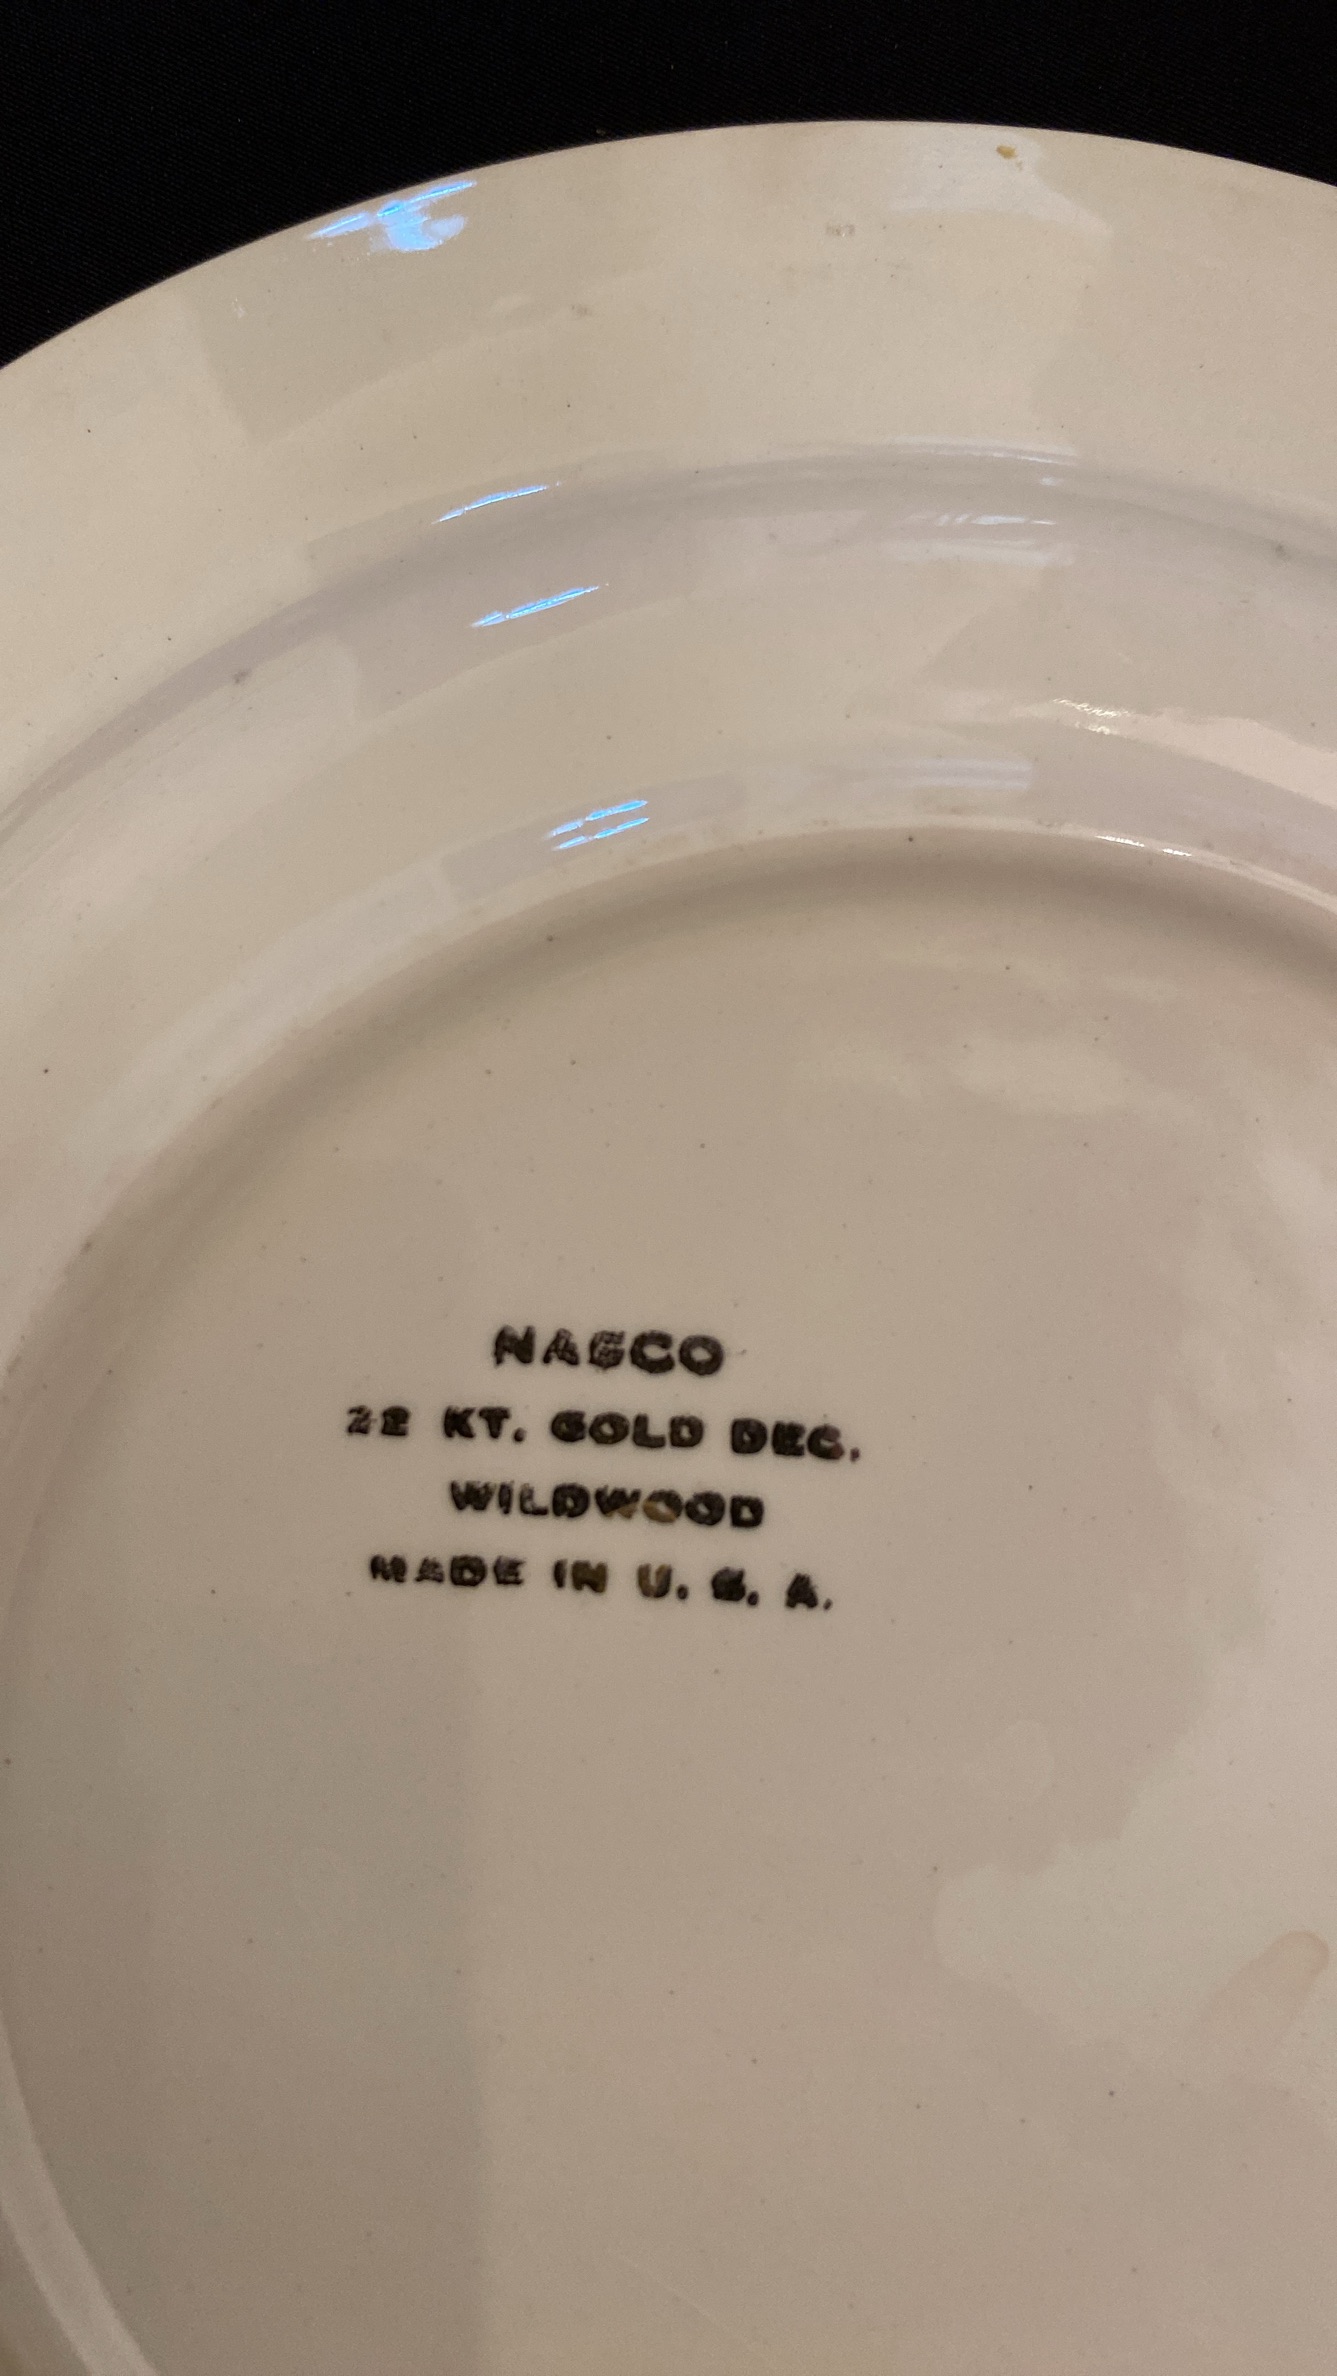 NASCO
22 KT. GOLD DEC.
WILDWOOD
MADE IN U. S. A.